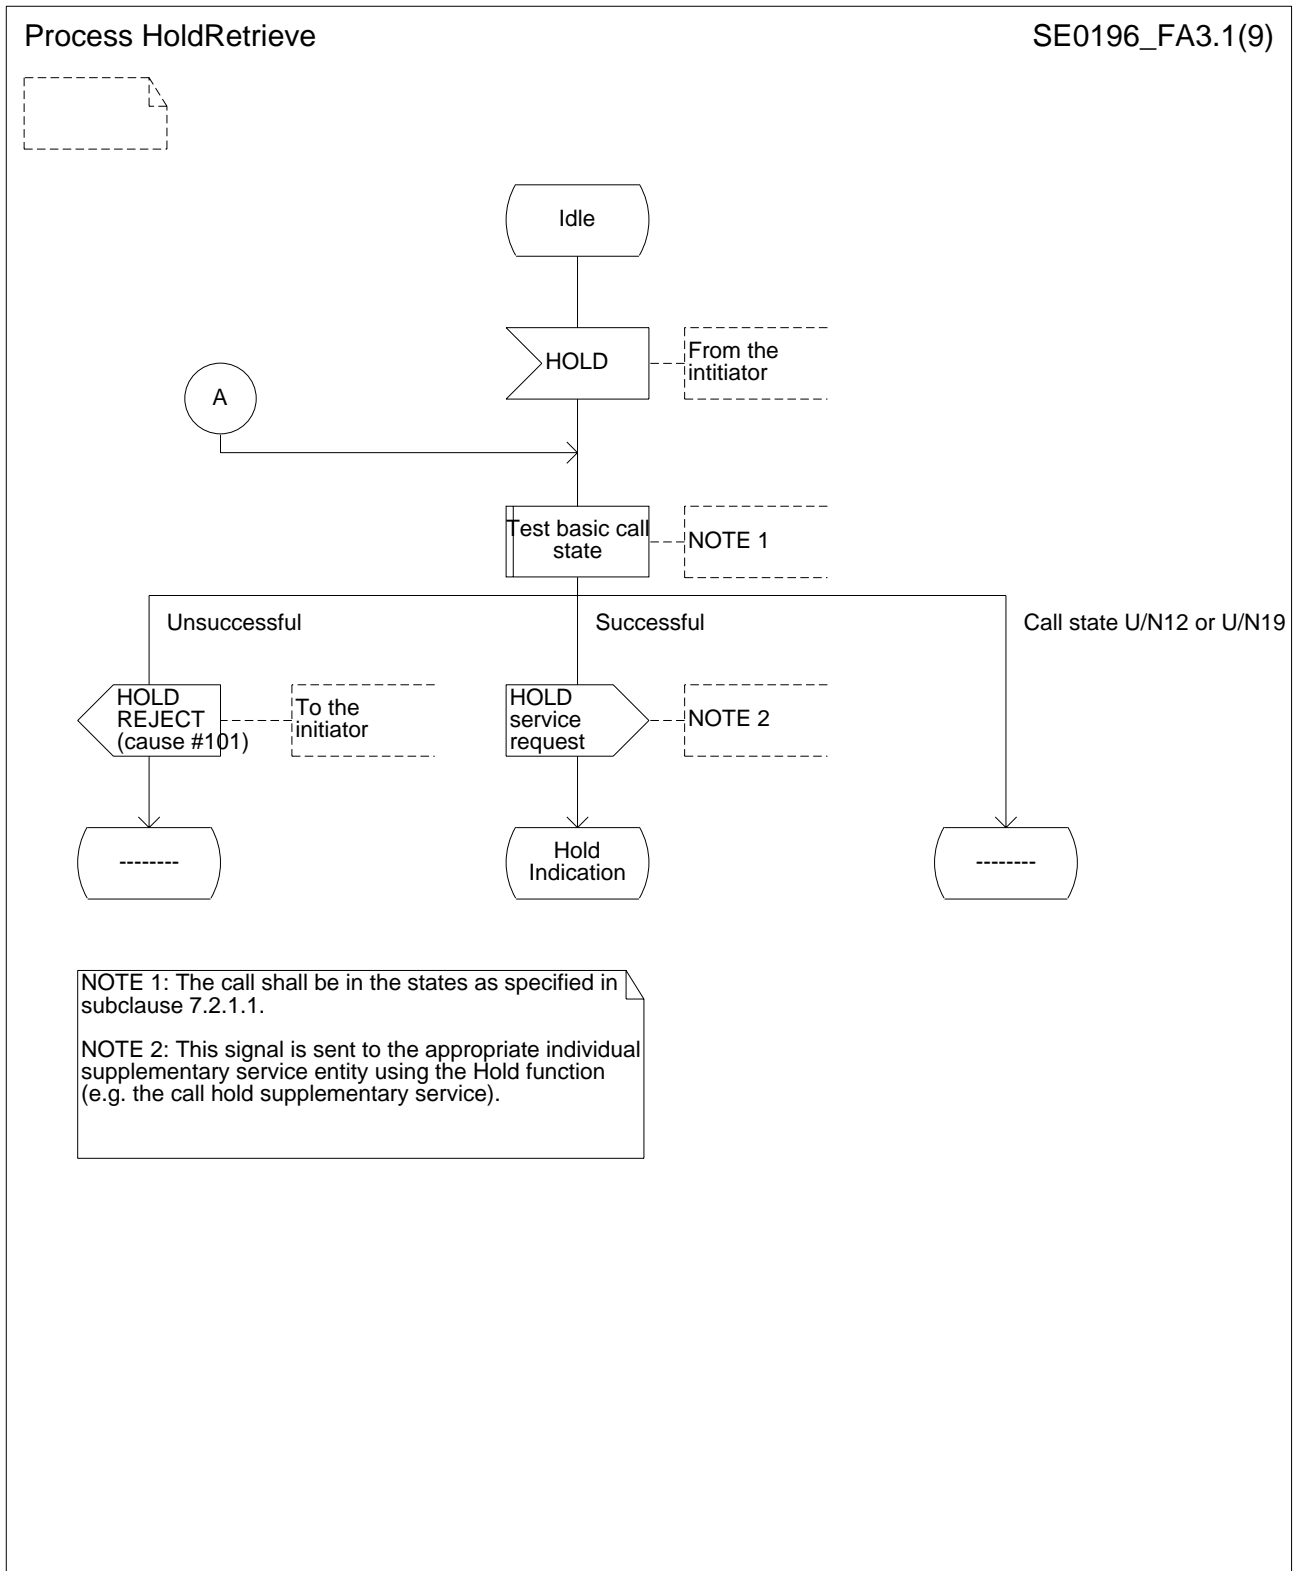 Process HoldRetrieve
SE0196_FA3.1(9)
Idle
HOLD
From the
intitiator
A
Test basic call
state
NOTE 1
Unsuccessful
Successful
Call state U/N12 or U/N19
HOLD
REJECT
(cause #101)
To the
initiator
HOLD
service
request
NOTE 2
--------
Hold
Indication
--------
NOTE 1: The call shall be in the states as specified in
subclause 7.2.1.1.
NOTE 2: This signal is sent to the appropriate individual
supplementary service entity using the Hold function
(e.g. the call hold supplementary service).